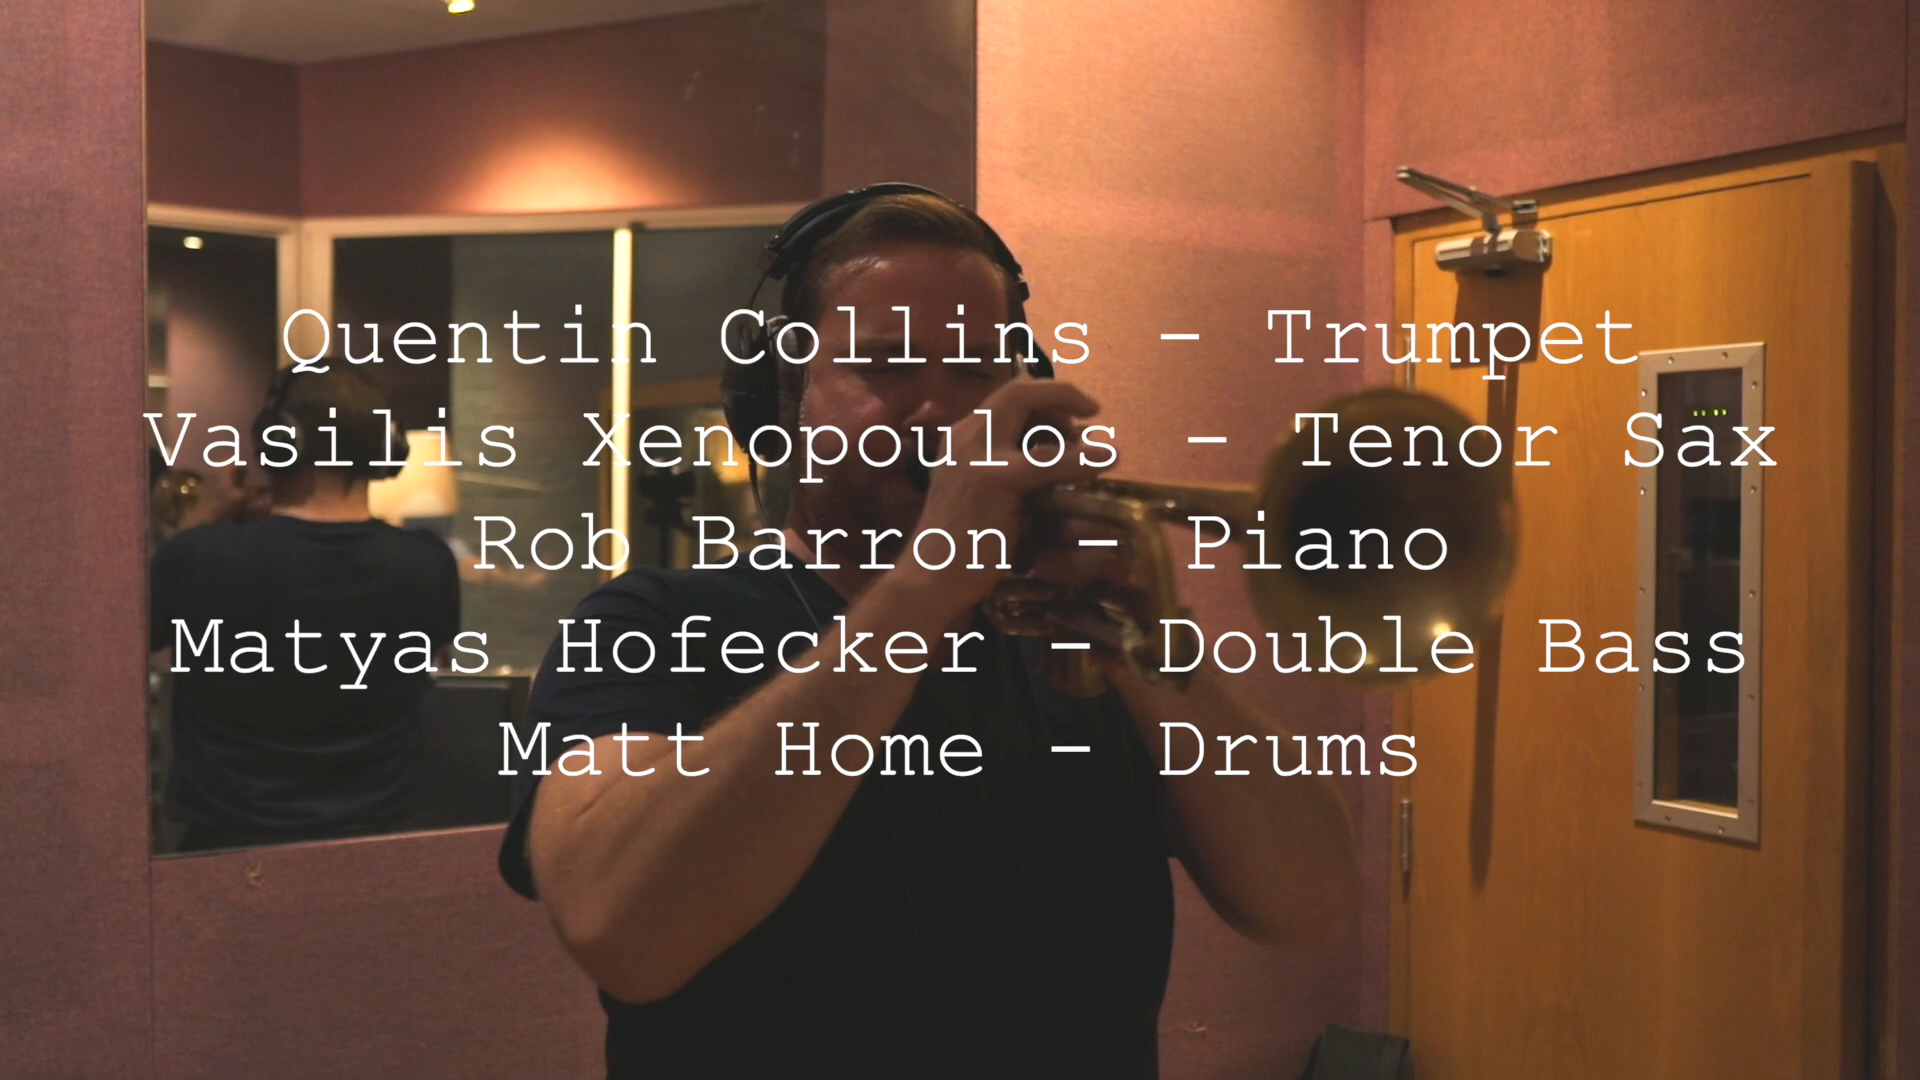 Quentin Collins - Trumpet
Vasilis Xenopoulos - Tenor Sax
Rob Barron - Piano
Matyas Hofecker - Double Bass
Matt Home - Drums